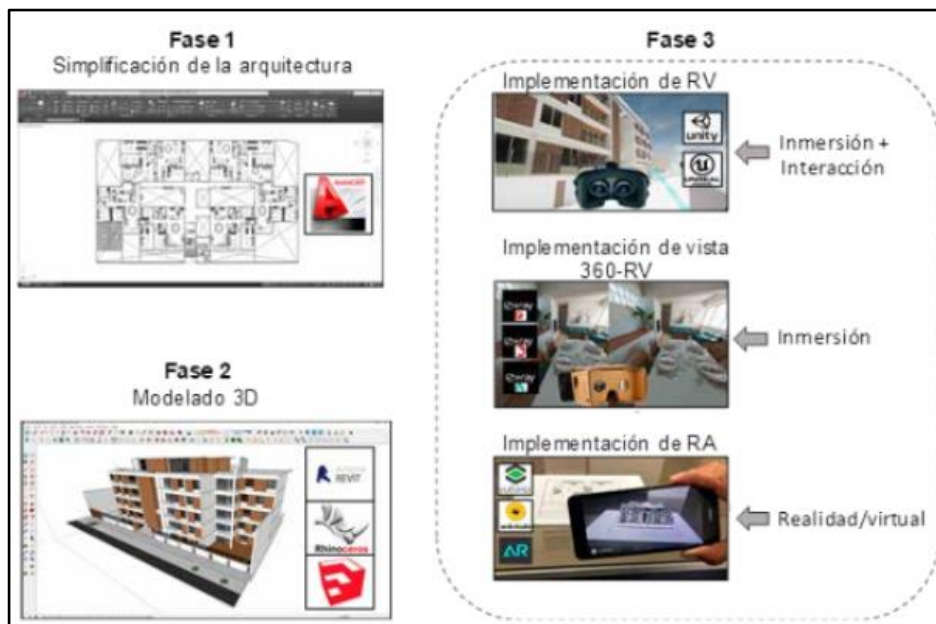 Fase 1
Simplificación de la arquitectura
Fase 2
Modelado 3D
REVIT
Rhinoceros
Fase 3
Implementación de RV
unity
UNREAL
Inmersión +
Interacción
Implementación de vista
360-RV
Inmersión
Implementación de RA
AR
Realidad/virtual